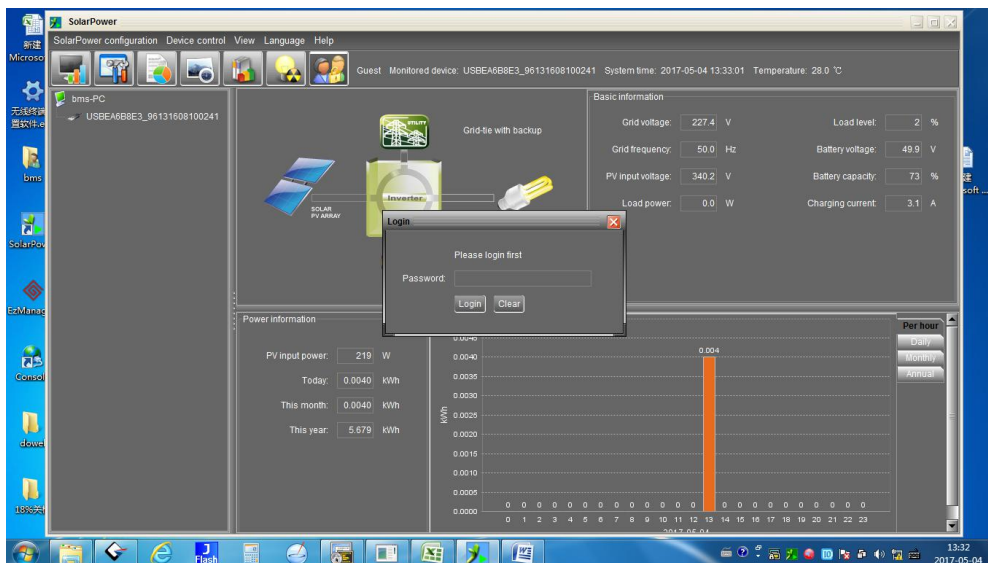 SolarPower
SolarPower configuration Device control View Language Help
Guest Monitored device: USBEA6B8E3_96131608100241 System time: 2017-05-04 13:33:01 Temperature: 28.0 ℃
新建
Microso
无线终端
置软件.e
bms
SolarPov
EzManag
Consol
dowel
18%关
建
soft ...
bms-PC
USBEA6B8E3_96131608100241
UTILITY
Grid-tie with backup
SOLAR
PV ARRAY
Inverter
Basic information
Grid voltage: 227.4 V Load level: 2 %
Grid frequency: 50.0 Hz Battery voltage: 49.9 V
PV input voltage: 340.2 V Battery capacity: 73 %
Load power: 0.0 W Charging current: 3.1 A
Login
Please login first
Password:
Login Clear
Power information
PV input power: 219 W
Today: 0.0040 kWh
This month: 0.0040 kWh
This year: 5.679 kWh
Per hour
Daily
Monthly
Annual
kWh
0.0045
0.0040
0.0035
0.0030
0.0025
0.0020
0.0015
0.0010
0.0005
0.0000
0.004
0 0 0 0 0 0 0 0 0 0 0 0 0 0 0 0 0 0 0 0 0 0 0
0 1 2 3 4 5 6 7 8 9 10 11 12 13 14 15 16 17 18 19 20 21 22 23
2017-05-04
J
Flash
13:32
2017-05-04